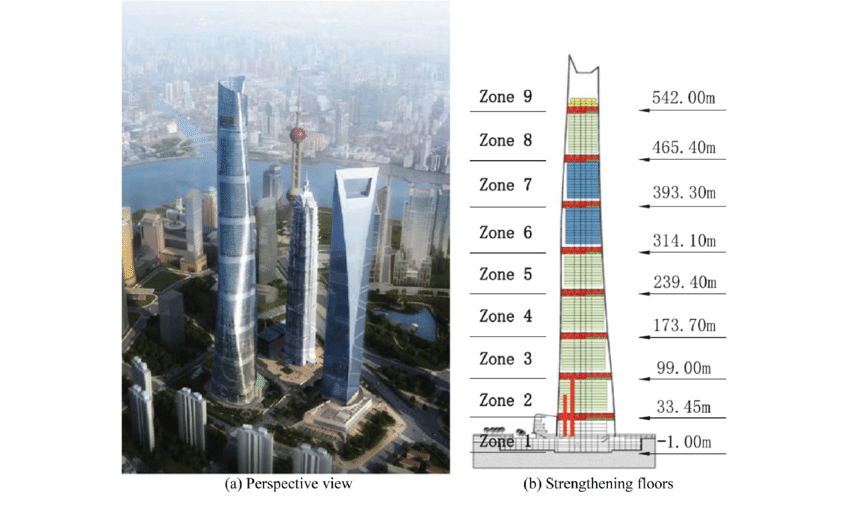 Zone 9
542.00m
Zone 8
465.40m
Zone 7
393.30m
Zone 6
314.10m
Zone 5
239.40m
Zone 4
173.70m
Zone 3
99.00m
Zone 2
33.45m
Zone 1
-1.00m
(a) Perspective view
(b) Strengthening floors